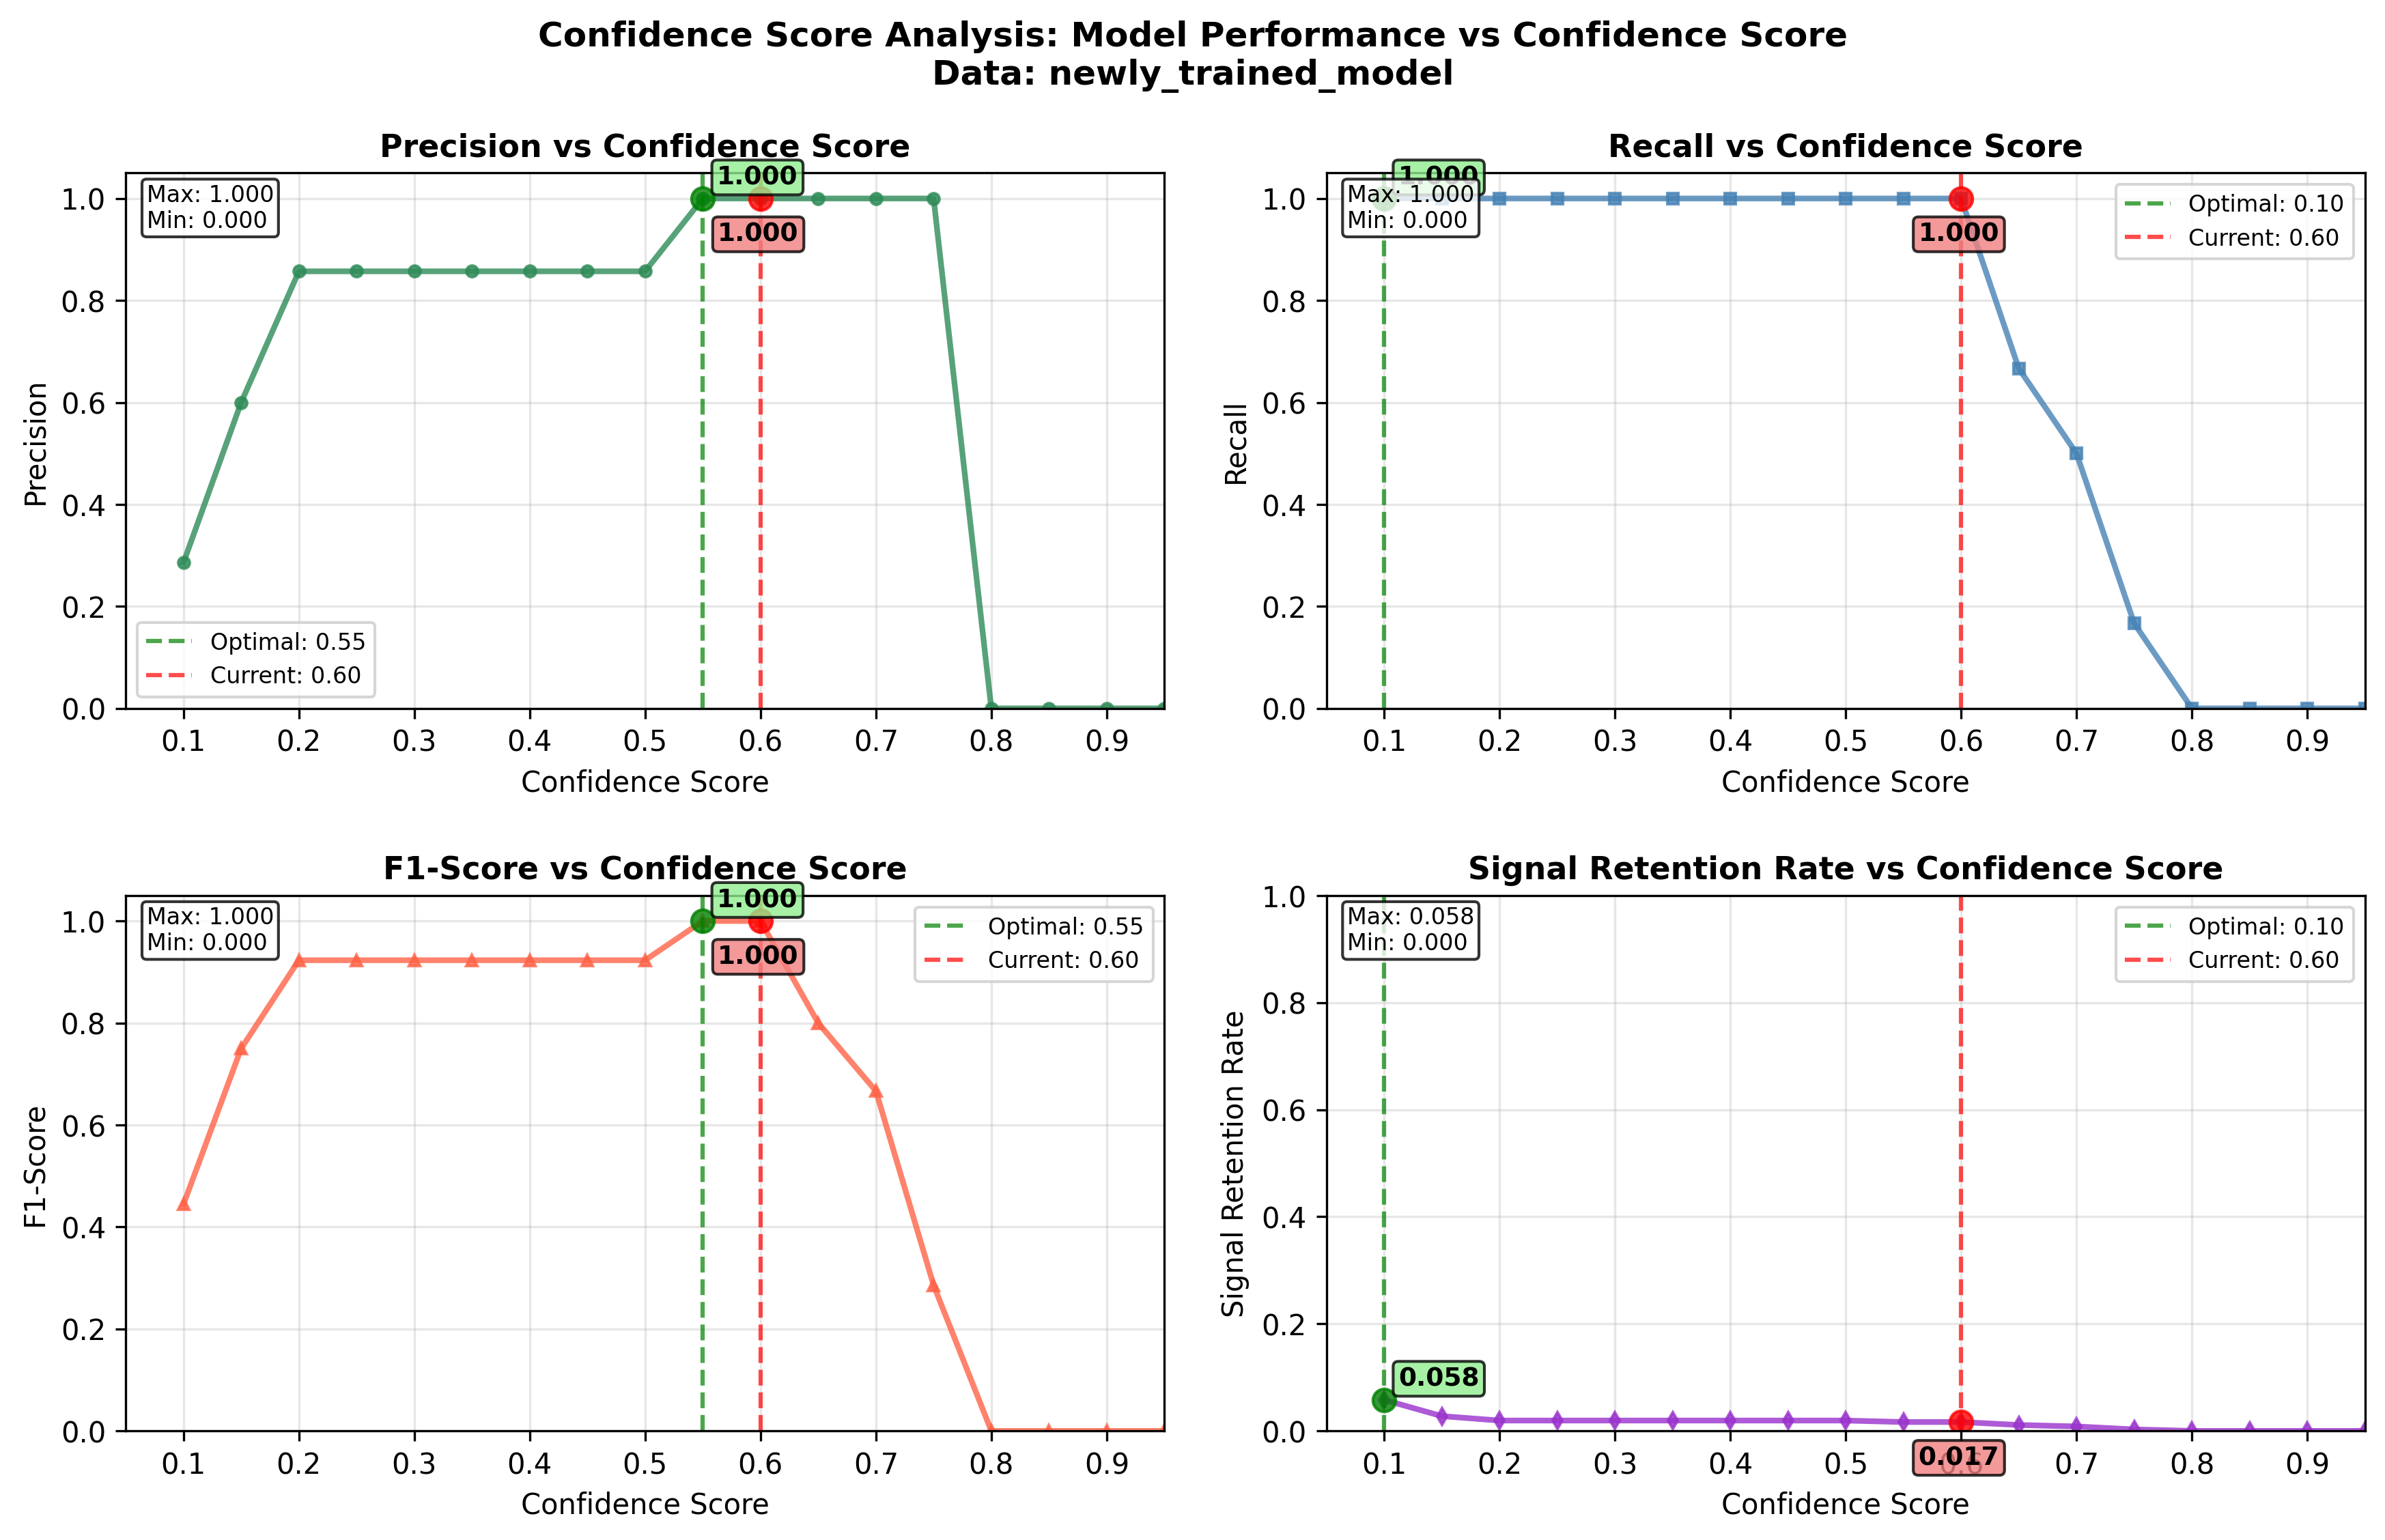 Confidence Score Analysis: Model Performance vs Confidence Score
Data: newly_trained_model
Precision vs Confidence Score
Max: 1.000
Min: 0.000
1.000
1.000
Optimal: 0.55
Current: 0.60
Precision
1.0
0.8
0.6
0.4
0.2
0.0
0.1 0.2 0.3 0.4 0.5 0.6 0.7 0.8 0.9
Confidence Score
Recall vs Confidence Score
1.000
Max: 1.000
Min: 0.000
1.000
Optimal: 0.10
Current: 0.60
Recall
1.0
0.8
0.6
0.4
0.2
0.0
0.1 0.2 0.3 0.4 0.5 0.6 0.7 0.8 0.9
Confidence Score
F1-Score vs Confidence Score
Max: 1.000
Min: 0.000
1.000
1.000
Optimal: 0.55
Current: 0.60
F1-Score
1.0
0.8
0.6
0.4
0.2
0.0
0.1 0.2 0.3 0.4 0.5 0.6 0.7 0.8 0.9
Confidence Score
Signal Retention Rate vs Confidence Score
Max: 0.058
Min: 0.000
Optimal: 0.10
Current: 0.60
Signal Retention Rate
1.0
0.8
0.6
0.4
0.2
0.0
0.058
0.017
0.1 0.2 0.3 0.4 0.5 0.6 0.7 0.8 0.9
Confidence Score